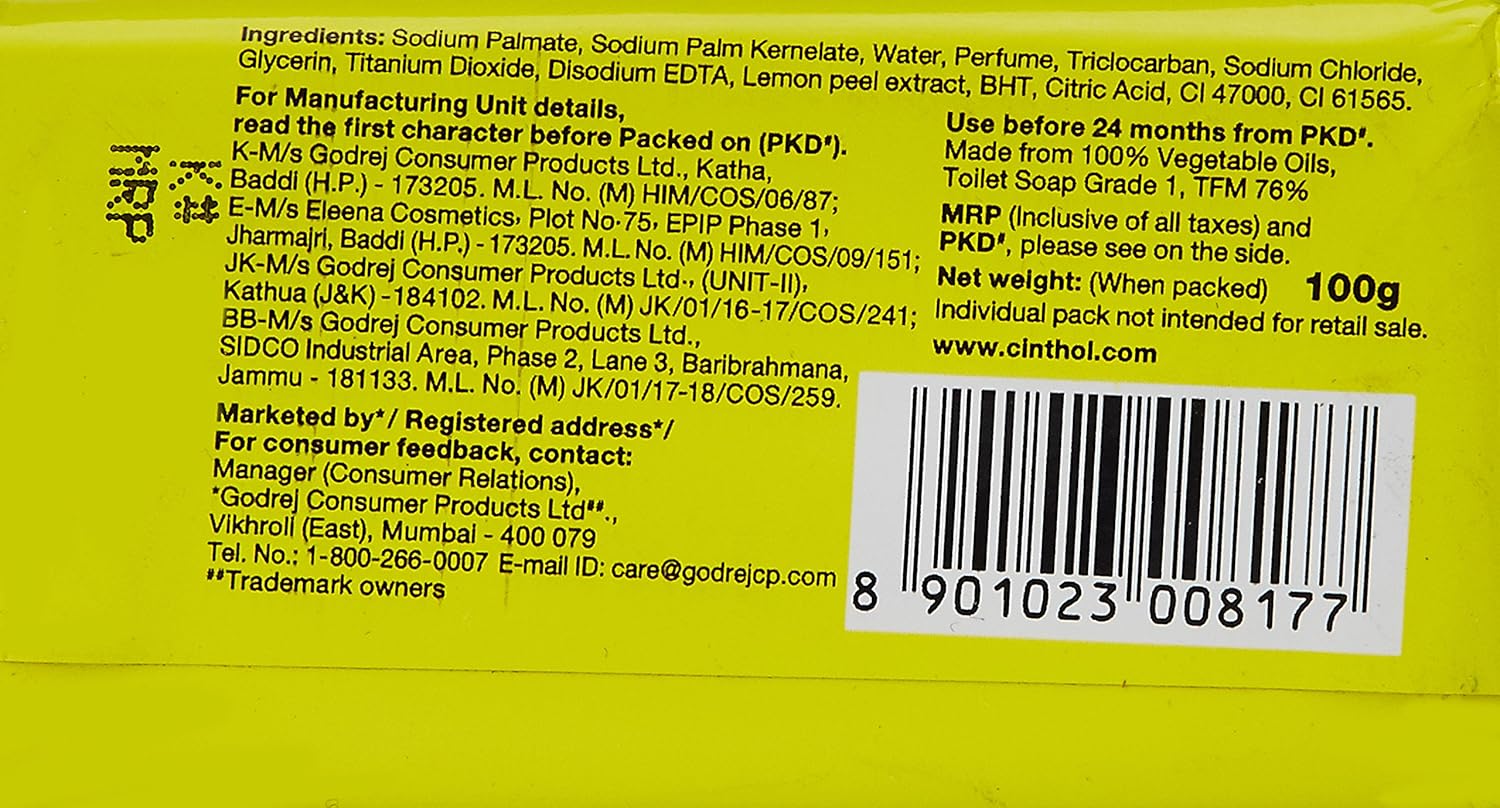 Ingredients: Sodium Palmate, Sodium Palm Kernelate, Water, Perfume, Triclocarban, Sodium Chloride,
Glycerin, Titanium Dioxide, Disodium EDTA, Lemon peel extract, BHT, Citric Acid, CI 47000, CI 61565.
For Manufacturing Unit details,
read the first character before Packed on (PKD#).
K-M/s Godrej Consumer Products Ltd., Katha,
Baddi (H.P.) - 173205. M.L. No. (M) HIM/COS/06/87;
E-M/s Eleena Cosmetics, Plot No.75, EPIP Phase 1,
Jharmajri, Baddi (H.P.) - 173205. M.L. No. (M) HIM/COS/09/151;
JK-M/s Godrej Consumer Products Ltd., (UNIT-II),
Kathua (J&K) - 184102. M.L. No. (M) JK/01/16-17/COS/241;
BB-M/s Godrej Consumer Products Ltd.,
SIDCO Industrial Area, Phase 2, Lane 3, Baribrahmana,
Jammu - 181133. M.L. No. (M) JK/01/17-18/COS/259.
Marketed by*/ Registered address*/
For consumer feedback, contact:
Manager (Consumer Relations),
*Godrej Consumer Products Ltd##.,
Vikhroli (East), Mumbai - 400 079
Tel. No.: 1-800-266-0007 E-mail ID: care@godrejcp.com
##Trademark owners
Use before 24 months from PKD#.
Made from 100% Vegetable Oils,
Toilet Soap Grade 1, TFM 76%
MRP (Inclusive of all taxes) and
PKD#, please see on the side.
Net weight: (When packed) 100g
Individual pack not intended for retail sale.
www.cinthol.com
8 901023 008177